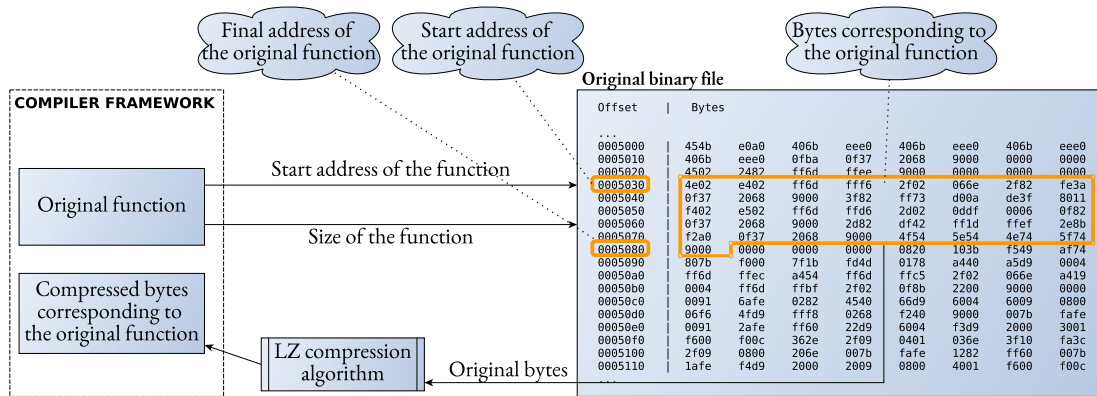 Final address of
the original function
Start address of
the original function
Bytes corresponding to
the original function
Original binary file
COMPILER FRAMEWORK
Offset | Bytes
...
0005000 | 454b e0a0 406b eee0 406b eee0 406b eee0
0005010 | 406b eee0 0fba 0f37 2068 9000 0000 0000
0005020 | 4502 2482 ff6d ffee 9000 0000 0000 0000
0005030 | 4e02 e402 ff6d fff6 2f02 066e 2f82 fe3a
0005040 | 0f37 2068 9000 3f82 ff73 d00a de3f 8011
0005050 | f402 e502 ff6d ffd6 2d02 0ddf 0006 0f82
0005060 | 0f37 2068 9000 2d82 df42 ff1d ffef 2e8b
0005070 | f2a0 0f37 2068 9000 4f54 5e54 4e74 5f74
0005080 | 9000 0000 0000 0000 0820 103b f549 af74
0005090 | 807b f000 7f1b fd4d 0178 a440 a5d9 0004
00050a0 | ff6d ffec a454 ff6d ffc5 2f02 066e a419
00050b0 | 0004 ff6d ffbf 2f02 0f8b 2200 9000 0000
00050c0 | 0091 6afe 0282 4540 66d9 6004 6009 0800
00050d0 | 06f6 4fd9 fff8 0268 f240 9000 007b fafe
00050e0 | 0091 2afe ff60 22d9 6004 f3d9 2000 3001
00050f0 | f600 f00c 362e 2f09 0401 036e 3f10 fa3c
0005100 | 2f09 0800 206e 007b fafe 1282 ff60 007b
0005110 | 1afe f4d9 2000 2009 0800 4001 f600 f00c
...
Original function
Start address of the function
Size of the function
Compressed bytes
corresponding to
the original function
LZ compression
algorithm
Original bytes